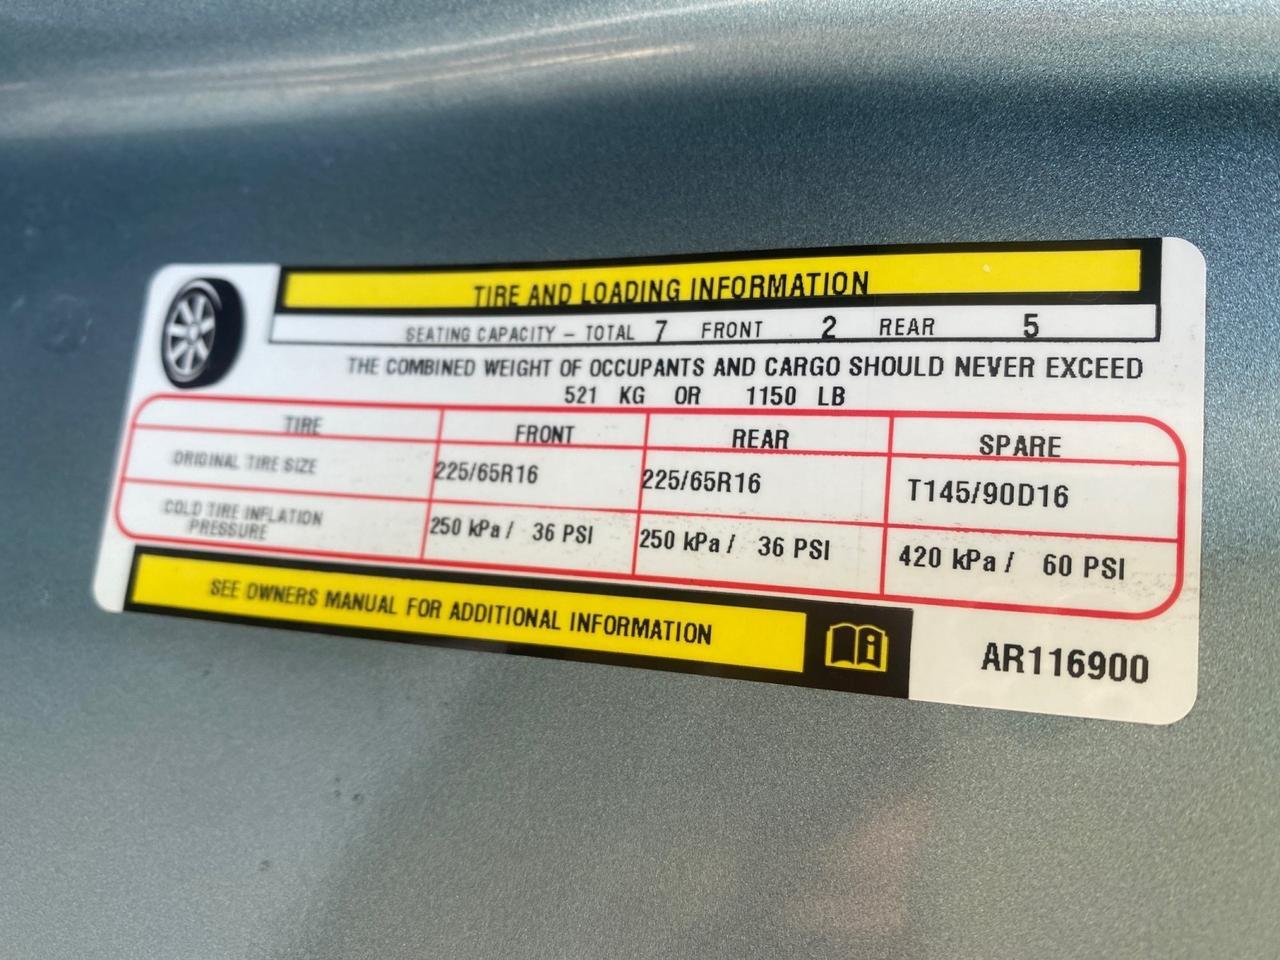 TIRE AND LOADING INFORMATION
SEATING CAPACITY – TOTAL 7 FRONT 2 REAR 5
THE COMBINED WEIGHT OF OCCUPANTS AND CARGO SHOULD NEVER EXCEED
521 KG OR 1150 LB
TIRE FRONT REAR SPARE
ORIGINAL TIRE SIZE 225/65R16 225/65R16 T145/90D16
COLD TIRE INFLATION
PRESSURE 250 kPa / 36 PSI 250 kPa / 36 PSI 420 kPa / 60 PSI
SEE OWNERS MANUAL FOR ADDITIONAL INFORMATION
AR116900